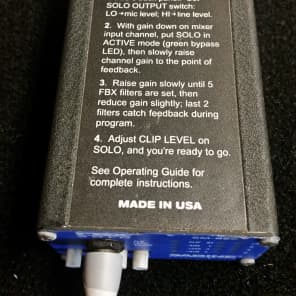 SOLO OUTPUT switch:
LO→mic level; HI=line level.
2. With gain down on mixer
input channel, put SOLO in
ACTIVE mode (green bypass
LED), then slowly raise
channel gain to the point of
feedback.
3. Raise gain slowly until 5
FBX filters are set, then
reduce gain slightly; last 2
filters catch feedback during
program.
4. Adjust CLIP LEVEL on
SOLO, and you're ready to go.
See Operating Guide for
complete instructions.
MADE IN USA